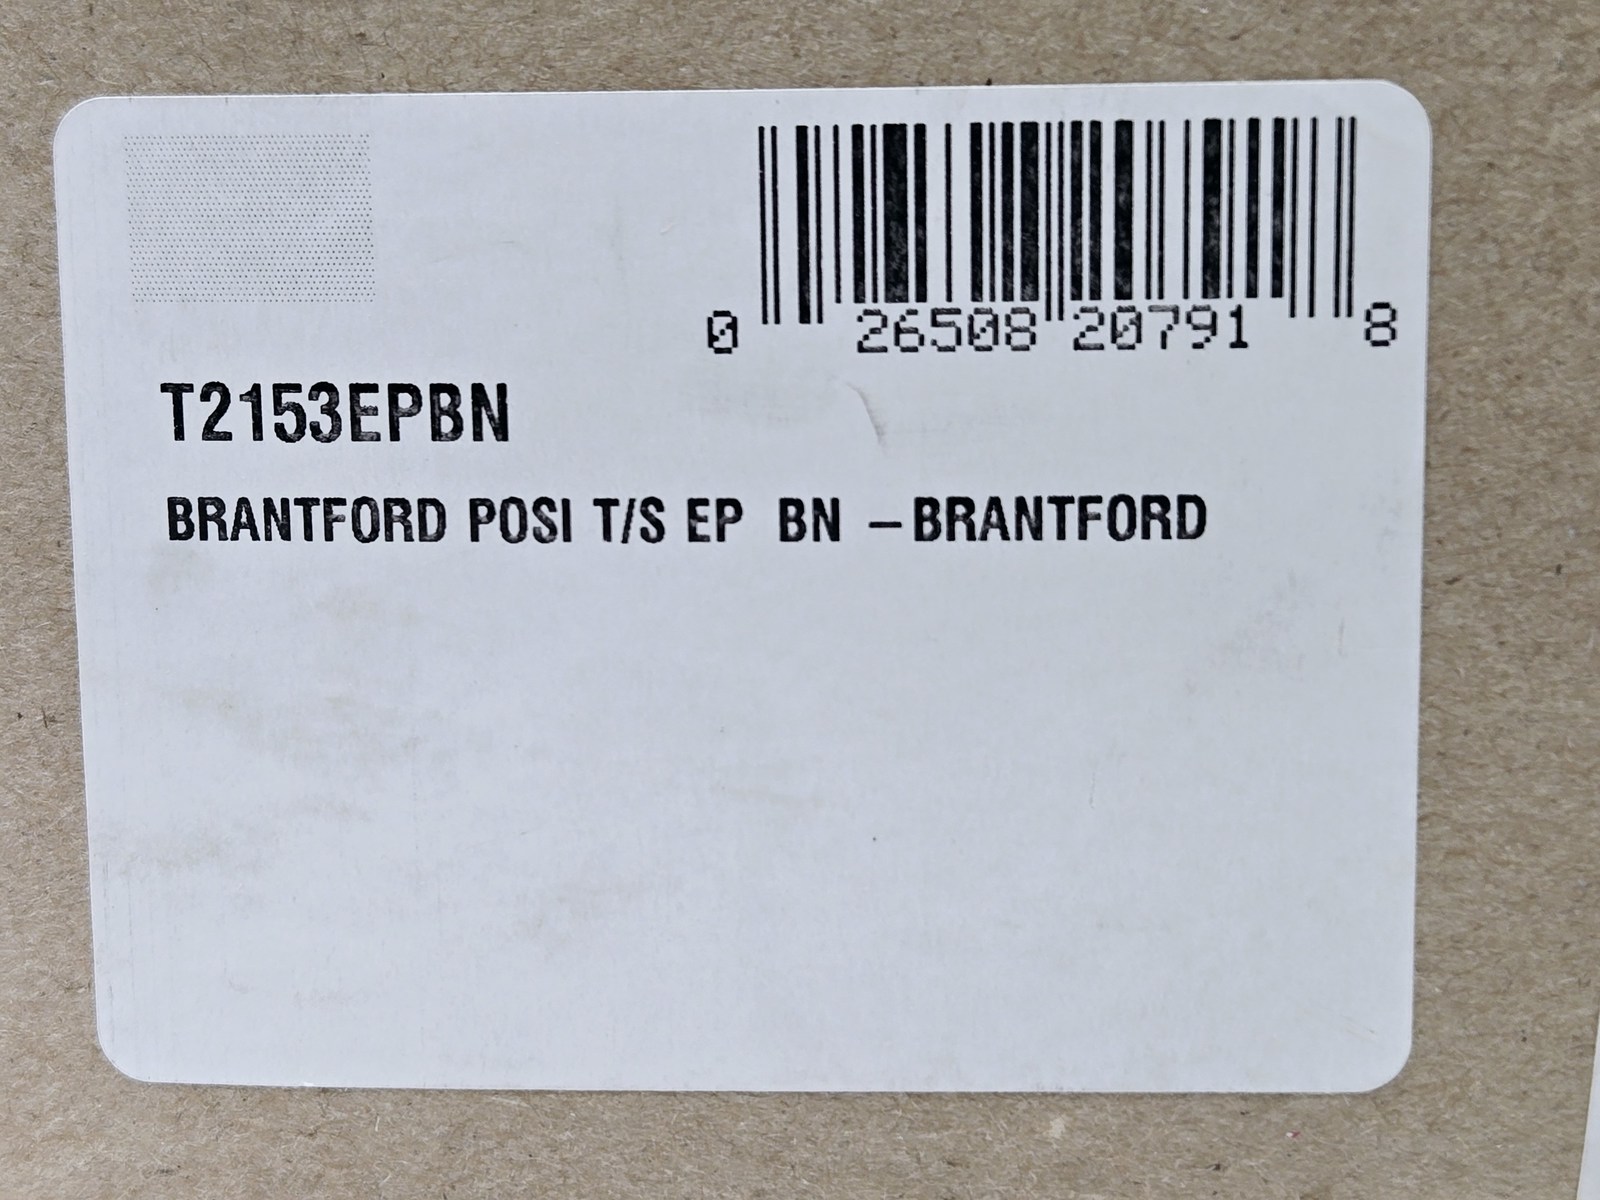 0 26508 20791 8
T2153EPBN
BRANTFORD POSI T/S EP BN -BRANTFORD